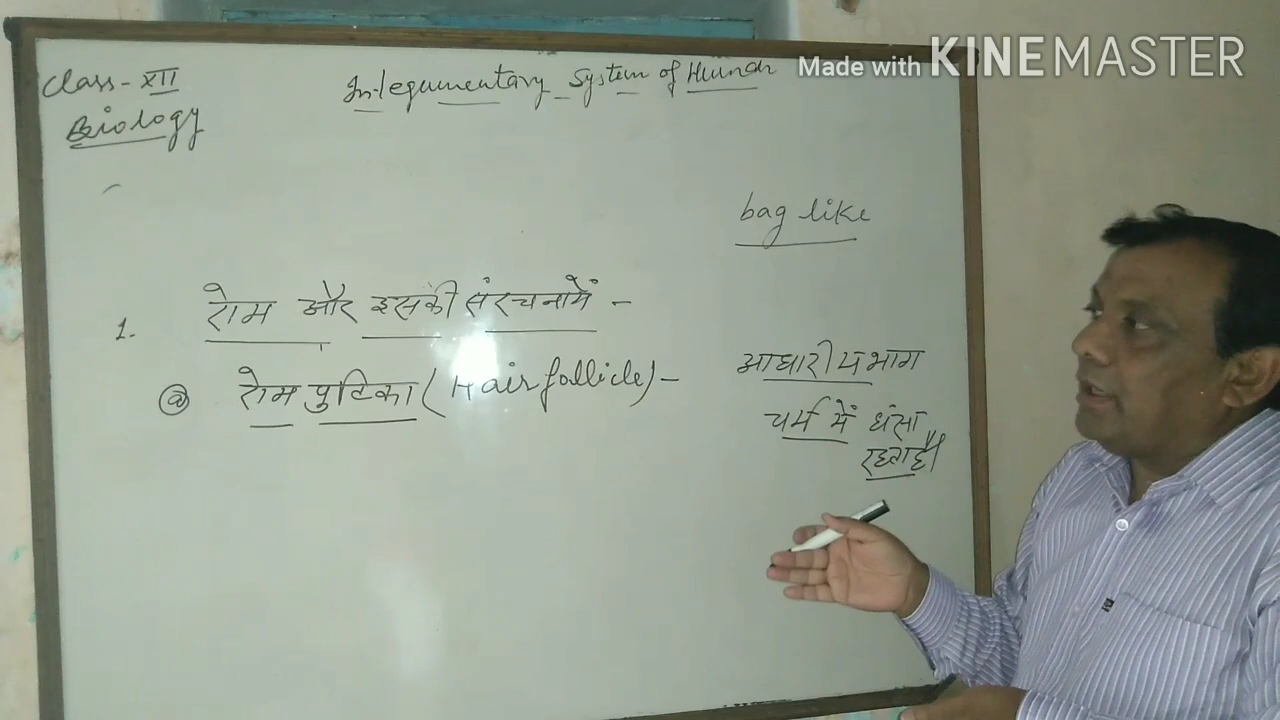 Class - XII
Biology
Integumentary System of Human
Made with KINEMASTER
bag like
1. रोम और इसकी संरचनायें -
(a) रोम पुटिका (Hair follicle) -
आधारीय भाग
चर्म में धंसा
रहता है।